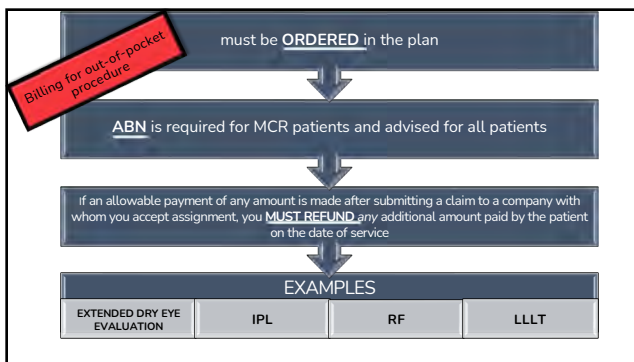 Billing for out-of-pocket
procedure
must be ORDERED in the plan
ABN is required for MCR patients and advised for all patients
If an allowable payment of any amount is made after submitting a claim to a company with
whom you accept assignment, you MUST REFUND any additional amount paid by the patient
on the date of service
EXAMPLES
EXTENDED DRY EYE
EVALUATION
IPL
RF
LLLT